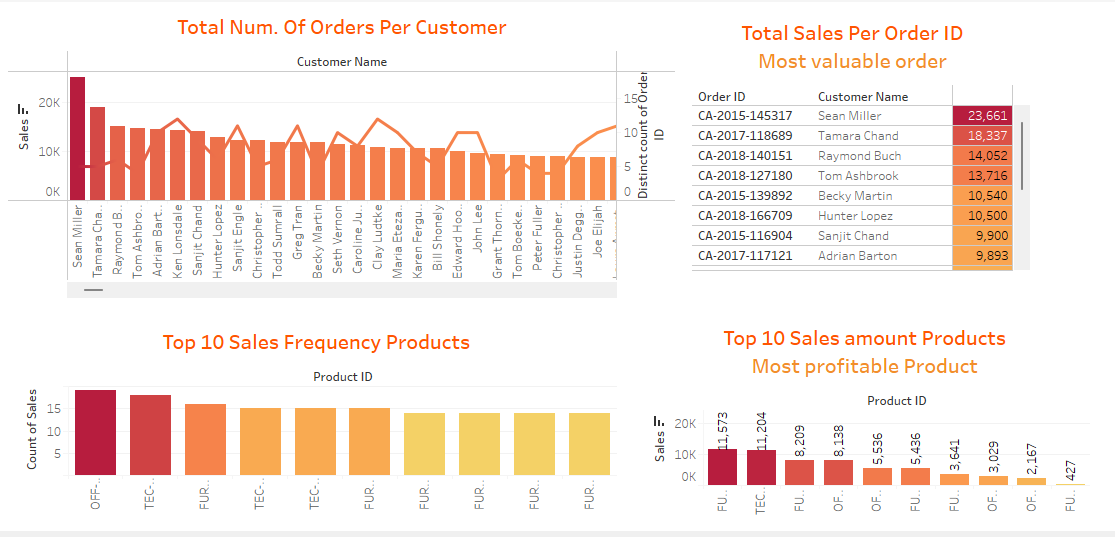 Total Num. Of Orders Per Customer
Customer Name
Sales
20K
10K
0K
15
10
5
0
Distinct count of Order
ID
Sean Miller
Tamara Cha..
Raymond B..
Tom Ashbro..
Adrian Bart..
Ken Lonsdale
Sanjit Chand
Hunter Lopez
Sanjit Engle
Christopher ..
Todd Sumrall
Greg Tran
Becky Martin
Seth Vernon
Caroline Ju..
Clay Ludtke
Maria Eteza..
Karen Fergu..
Bill Shonely
Edward Hoo..
John Lee
Grant Thorn..
Tom Boecke..
Peter Fuller
Christopher ..
Justin Degg..
Joe Elijah
Total Sales Per Order ID
Most valuable order
Order ID Customer Name
CA-2015-145317 Sean Miller 23,661
CA-2017-118689 Tamara Chand 18,337
CA-2018-140151 Raymond Buch 14,052
CA-2018-127180 Tom Ashbrook 13,716
CA-2015-139892 Becky Martin 10,540
CA-2018-166709 Hunter Lopez 10,500
CA-2015-116904 Sanjit Chand 9,900
CA-2017-117121 Adrian Barton 9,893
Top 10 Sales Frequency Products
Product ID
Count of Sales
15
10
5
OFF-..
TEC-..
FUR..
TEC-..
TEC-..
FUR..
FUR..
FUR..
FUR..
FUR..
Top 10 Sales amount Products
Most profitable Product
Product ID
Sales
20K
10K
0K
11,573
11,204
8,209
8,138
5,536
5,436
3,641
3,029
2,167
427
FU..
TEC..
FU..
OF..
OF..
FU..
FU..
OF..
OF..
FU..